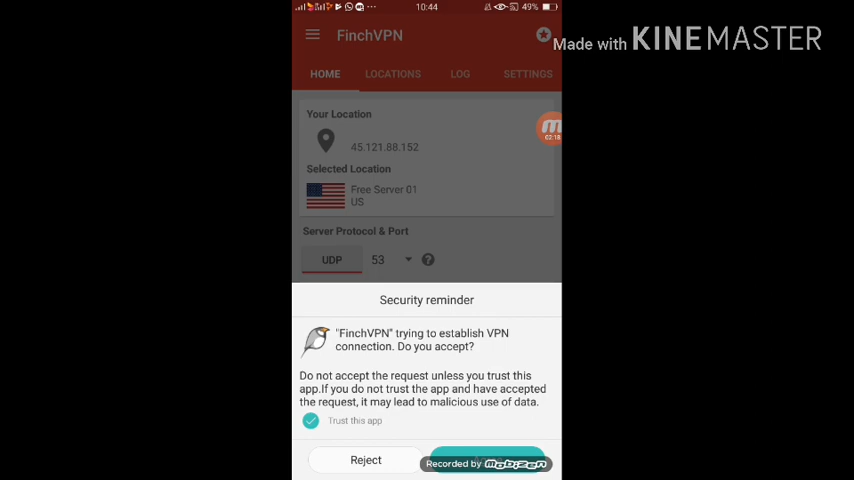 10:44
49%
FinchVPN
Made with KINEMASTER
HOME LOCATIONS LOG SETTINGS
Your Location
02:18
45.121.88.152
Selected Location
Free Server 01
US
Server Protocol & Port
UDP 53
Security reminder
"FinchVPN" trying to establish VPN
connection. Do you accept?
Do not accept the request unless you trust this
app.If you do not trust the app and have accepted
the request, it may lead to malicious use of data.
Trust this app
Reject
Recorded by mobizen